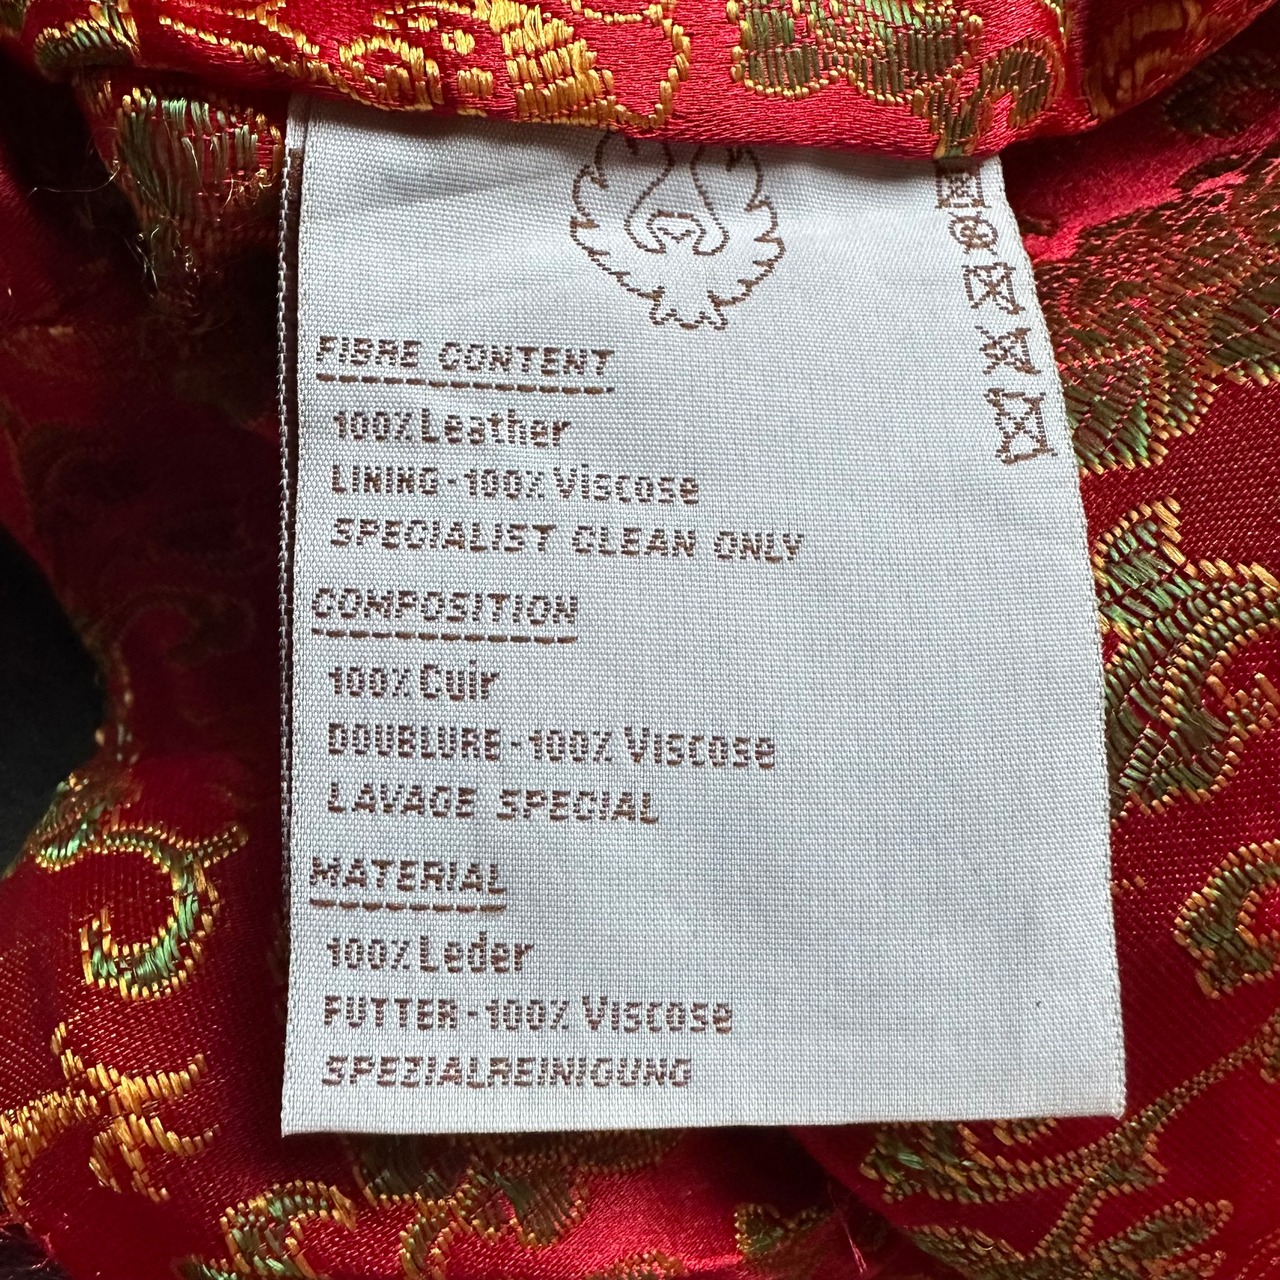 FIBRE CONTENT
100% Leather
LINING - 100% Viscose
SPECIALIST CLEAN ONLY
COMPOSITION
100% Cuir
DOUBLURE - 100% Viscose
LAVAGE SPECIAL
MATERIAL
100% Leder
FUTTER - 100% Viscose
SPEZIALREINIGUNG